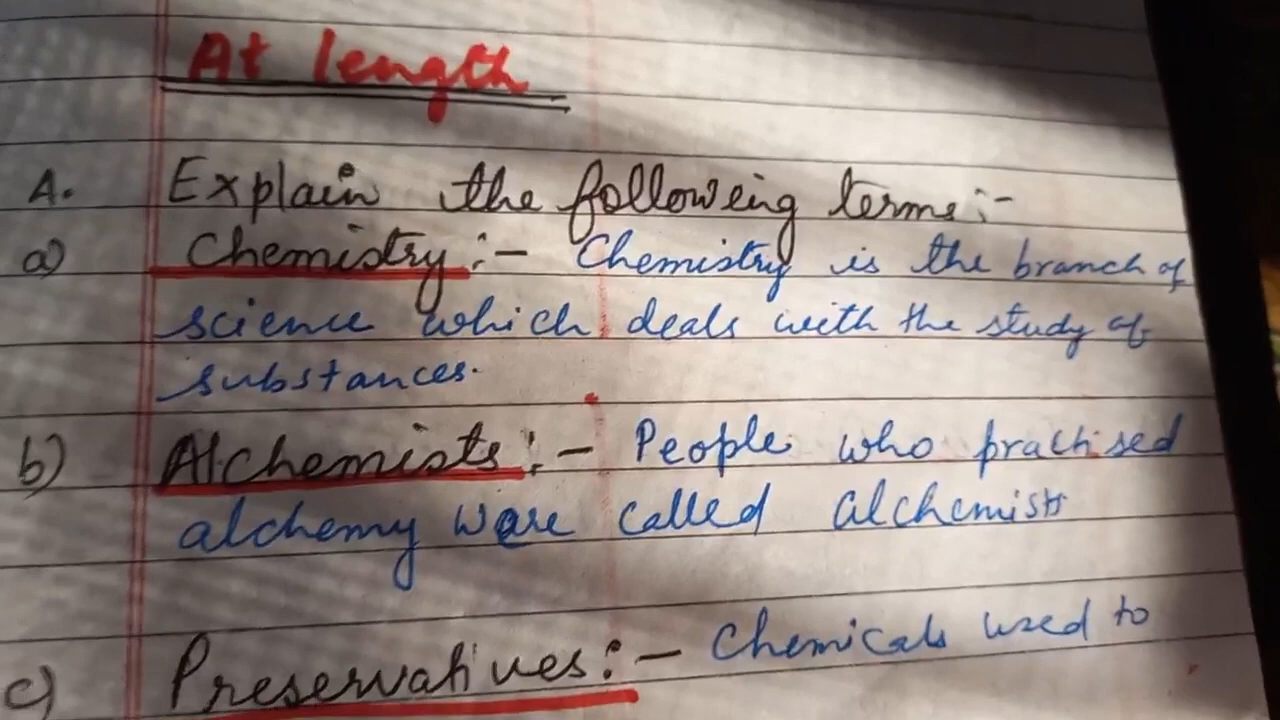 At length
A. Explain the following terms:-
a) Chemistry:- Chemistry is the branch of
science which deals with the study of
substances.
b) Alchemists:- People who practised
alchemy were called alchemists
c) Preservatives:- Chemicals used to